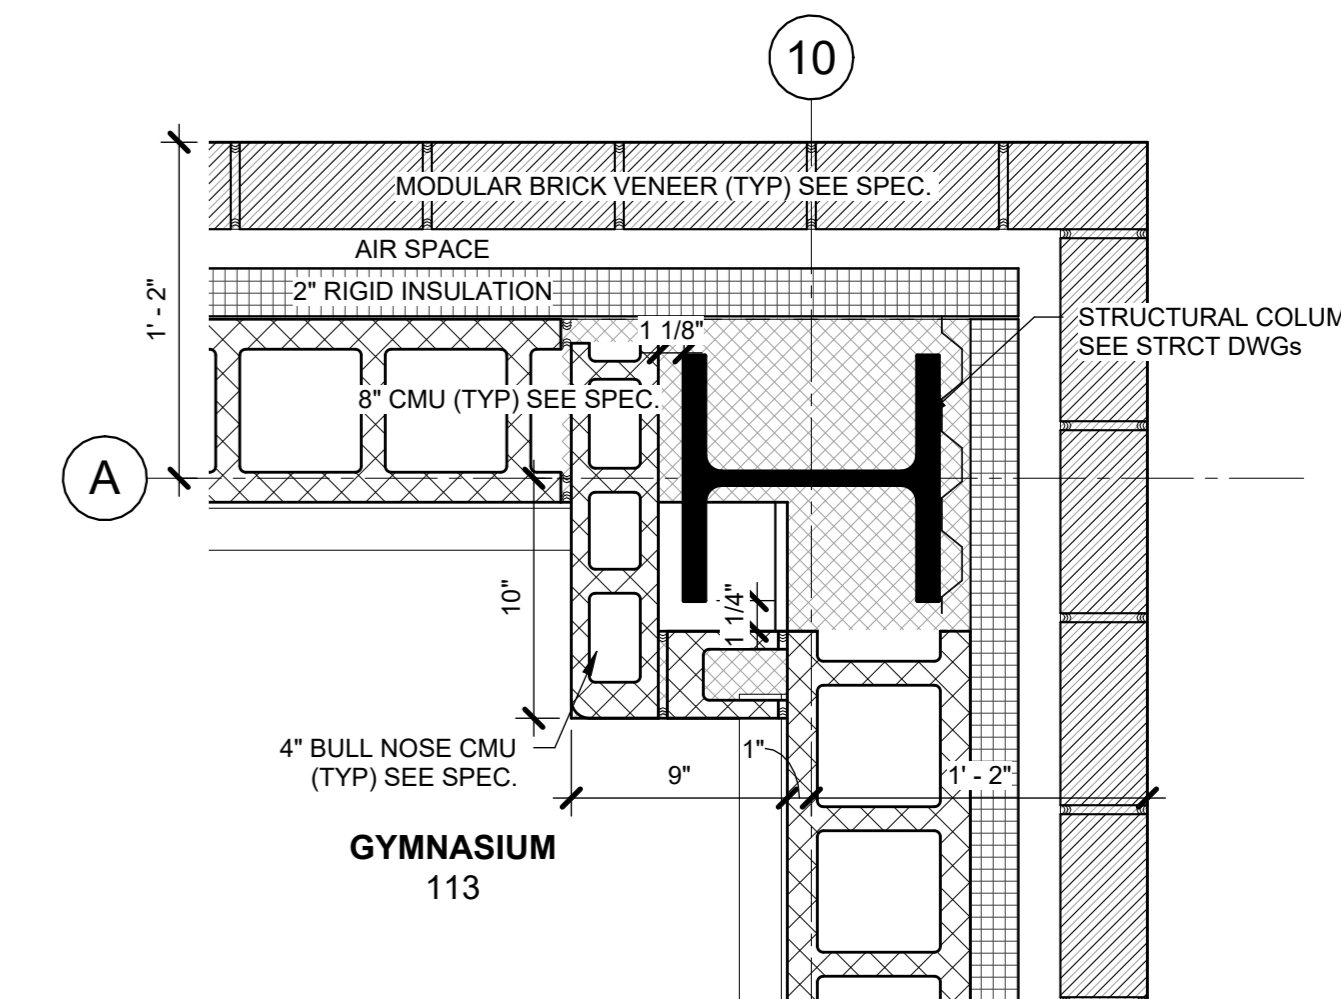 10
MODULAR BRICK VENEER (TYP) SEE SPEC.
AIR SPACE
2" RIGID INSULATION
1' - 2"
1 1/8"
STRUCTURAL COLUM
SEE STRCT DWGs
8" CMU (TYP) SEE SPEC.
A
10"
1 1/4"
4" BULL NOSE CMU
(TYP) SEE SPEC.
9"
1"
1' - 2"
GYMNASIUM
113